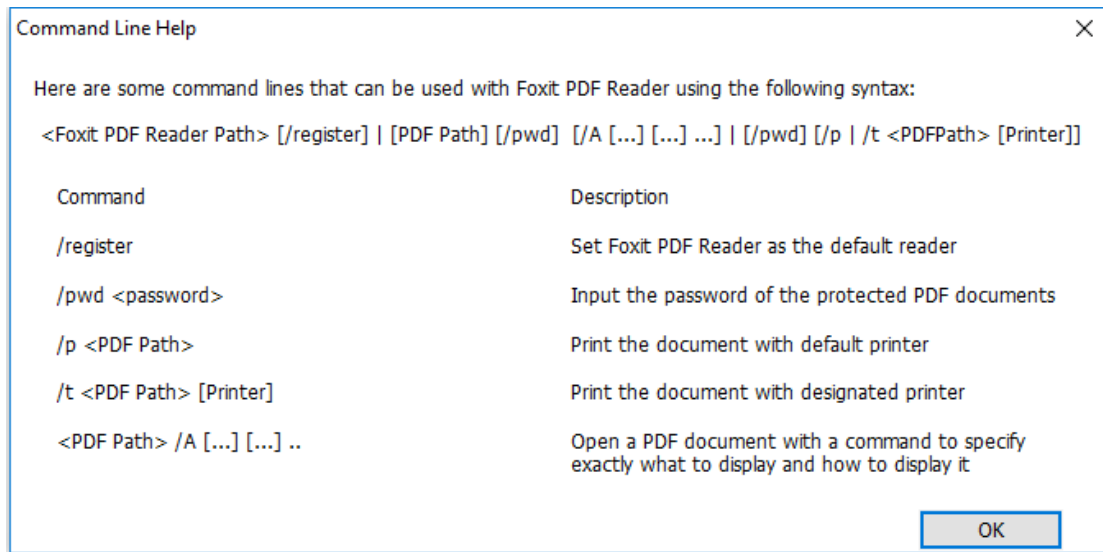 Command Line Help
Here are some command lines that can be used with Foxit PDF Reader using the following syntax:
<Foxit PDF Reader Path> [/register] | [PDF Path] [/pwd]  [/A [...] [...] ...] | [/pwd] [/p | /t <PDFPath> [Printer]]
Command Description
/register Set Foxit PDF Reader as the default reader
/pwd <password> Input the password of the protected PDF documents
/p <PDF Path> Print the document with default printer
/t <PDF Path> [Printer] Print the document with designated printer
<PDF Path> /A [...] [...] .. Open a PDF document with a command to specify
exactly what to display and how to display it
OK